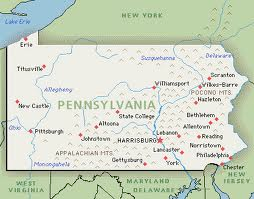 NEW YORK
Lake Erie
Erie
Susquehanna
Delaware
Titusville
Scranton
Allegheny
Williamsport
Wilkes-Barre
POCONO MTS.
Hazleton
New Castle
PENNSYLVANIA
State College
Bethlehem
Ohio
Pittsburgh
Altoona
Allentown
Johnstown
Lebanon
Reading
HARRISBURG
Norristown
Monongahela
APPALACHIAN MTS.
Lancaster
Philadelphia
Gettysburg
York
Chester
WEST
VIRGINIA
MARYLAND
DELAWARE
NEW
JERSEY